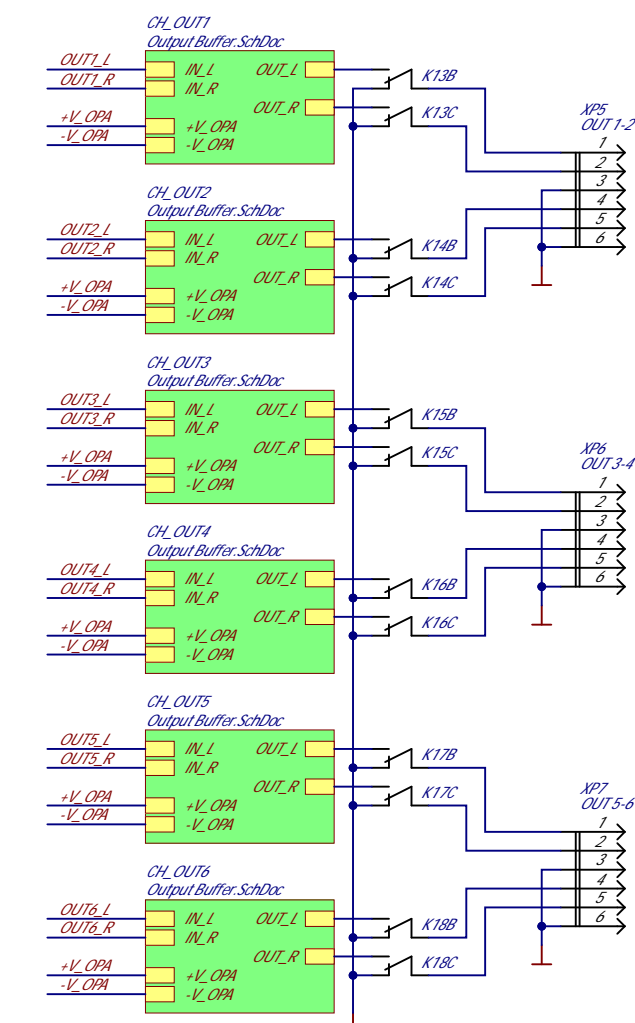 CH_OUT1
Output Buffer.SchDoc
OUT1_L IN_L OUT_L K13B
OUT1_R IN_R
OUT_R K13C
+V_OPA +V_OPA
-V_OPA -V_OPA
XP5
OUT 1-2
1
2
3
4
5
6
CH_OUT2
Output Buffer.SchDoc
OUT2_L IN_L OUT_L K14B
OUT2_R IN_R
OUT_R K14C
+V_OPA +V_OPA
-V_OPA -V_OPA
CH_OUT3
Output Buffer.SchDoc
OUT3_L IN_L OUT_L K15B
OUT3_R IN_R
OUT_R K15C
+V_OPA +V_OPA
-V_OPA -V_OPA
XP6
OUT 3-4
1
2
3
4
5
6
CH_OUT4
Output Buffer.SchDoc
OUT4_L IN_L OUT_L K16B
OUT4_R IN_R
OUT_R K16C
+V_OPA +V_OPA
-V_OPA -V_OPA
CH_OUT5
Output Buffer.SchDoc
OUT5_L IN_L OUT_L K17B
OUT5_R IN_R
OUT_R K17C
+V_OPA +V_OPA
-V_OPA -V_OPA
XP7
OUT 5-6
1
2
3
4
5
6
CH_OUT6
Output Buffer.SchDoc
OUT6_L IN_L OUT_L K18B
OUT6_R IN_R
OUT_R K18C
+V_OPA +V_OPA
-V_OPA -V_OPA